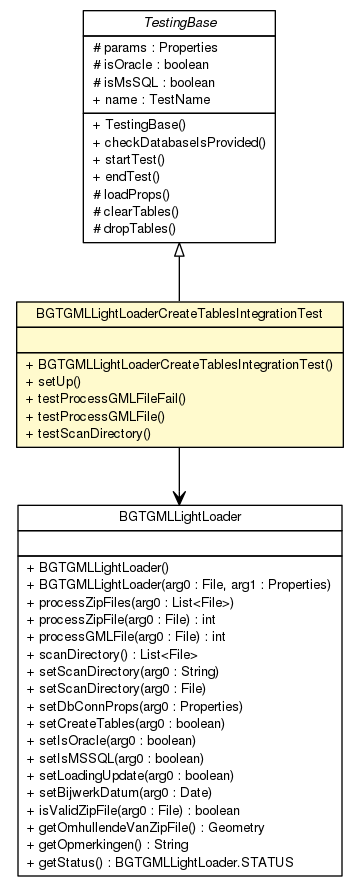 TestingBase
# params : Properties
# isOracle : boolean
# isMsSQL : boolean
+ name : TestName
+ TestingBase()
+ checkDatabaseIsProvided()
+ startTest()
+ endTest()
# loadProps()
# clearTables()
# dropTables()
BGTGMLLightLoaderCreateTablesIntegrationTest
+ BGTGMLLightLoaderCreateTablesIntegrationTest()
+ setUp()
+ testProcessGMLFileFail()
+ testProcessGMLFile()
+ testScanDirectory()
BGTGMLLightLoader
+ BGTGMLLightLoader()
+ BGTGMLLightLoader(arg0 : File, arg1 : Properties)
+ processZipFiles(arg0 : List<File>)
+ processZipFile(arg0 : File) : int
+ processGMLFile(arg0 : File) : int
+ scanDirectory() : List<File>
+ setScanDirectory(arg0 : String)
+ setScanDirectory(arg0 : File)
+ setDbConnProps(arg0 : Properties)
+ setCreateTables(arg0 : boolean)
+ setIsOracle(arg0 : boolean)
+ setIsMSSQL(arg0 : boolean)
+ setLoadingUpdate(arg0 : boolean)
+ setBijwerkDatum(arg0 : Date)
+ isValidZipFile(arg0 : File) : boolean
+ getOmhullendeVanZipFile() : Geometry
+ getOpmerkingen() : String
+ getStatus() : BGTGMLLightLoader.STATUS